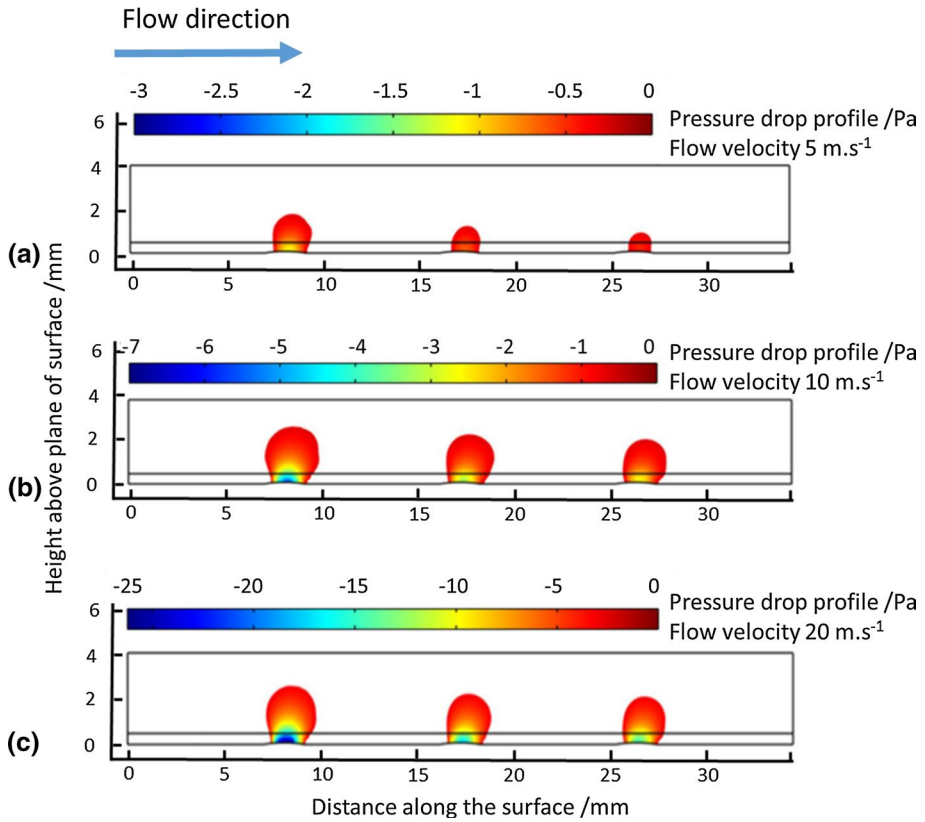 Flow direction
-3 -2.5 -2 -1.5 -1 -0.5 0
Pressure drop profile /Pa
Flow velocity 5 m.s-1
6
4
2
0
(a)
0 5 10 15 20 25 30
Height above plane of surface /mm
-7 -6 -5 -4 -3 -2 -1 0
Pressure drop profile /Pa
Flow velocity 10 m.s-1
6
4
2
0
(b)
0 5 10 15 20 25 30
-25 -20 -15 -10 -5 0
Pressure drop profile /Pa
Flow velocity 20 m.s-1
6
4
2
0
(c)
0 5 10 15 20 25 30
Distance along the surface /mm